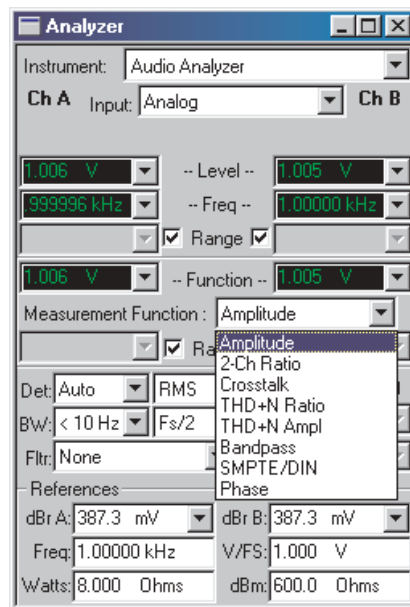 Analyzer
Instrument: Audio Analyzer
Ch A Input: Analog Ch B
1.006 V -- Level -- 1.005 V
.999996 kHz -- Freq -- 1.00000 kHz
Range
1.006 V -- Function -- 1.005 V
Measurement Function : Amplitude
Ra
Amplitude
2-Ch Ratio
Crosstalk
THD+N Ratio
THD+N Ampl
Bandpass
SMPTE/DIN
Phase
Det: Auto RMS
BW: < 10 Hz Fs/2
Fltr: None
References
dBr A: 387.3 mV dBr B: 387.3 mV
Freq: 1.00000 kHz V/FS: 1.000 V
Watts: 8.000 Ohms dBm: 600.0 Ohms